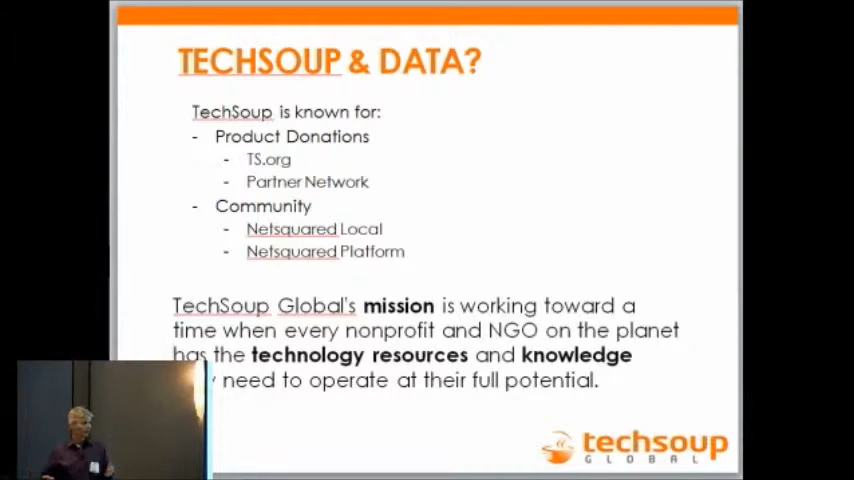 TECHSOUP & DATA?
TechSoup is known for:
- Product Donations
- TS.org
- Partner Network
- Community
- Netsquared Local
- Netsquared Platform
TechSoup Global's mission is working toward a
time when every nonprofit and NGO on the planet
has the technology resources and knowledge
need to operate at their full potential.
techsoup
GLOBAL